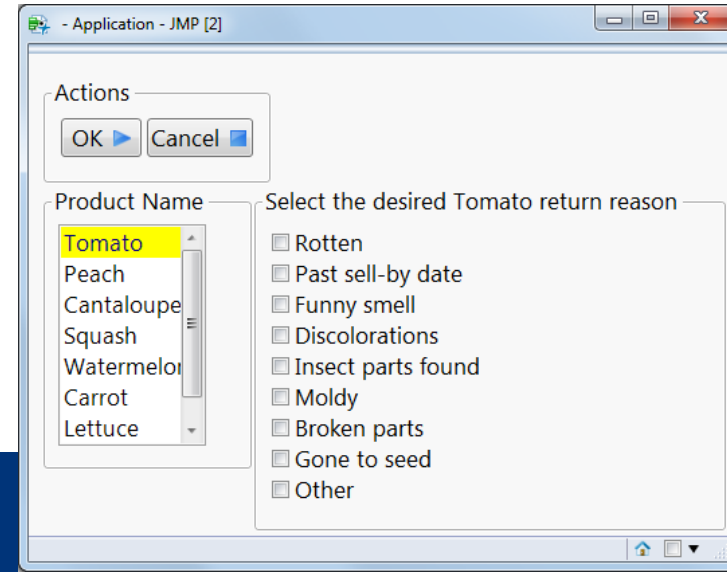 - Application - JMP [2]
Actions
OK Cancel
Product Name
Tomato
Peach
Cantaloupe
Squash
Watermelon
Carrot
Lettuce
Select the desired Tomato return reason
Rotten
Past sell-by date
Funny smell
Discolorations
Insect parts found
Moldy
Broken parts
Gone to seed
Other